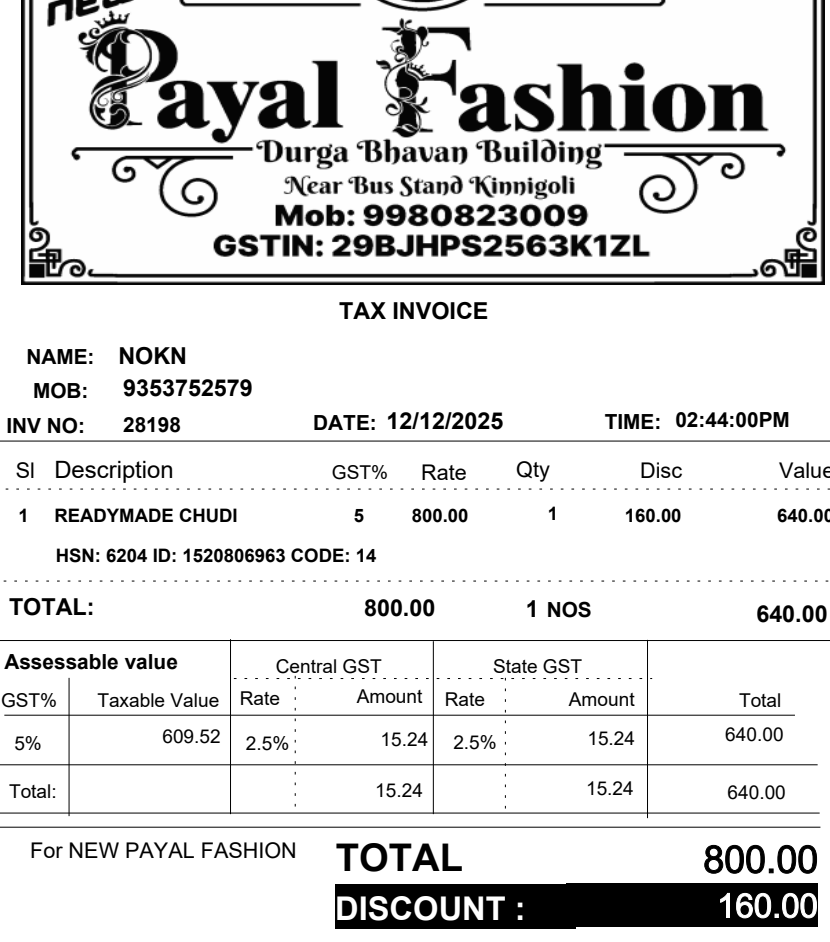 new
Payal Fashion
Durga Bhavan Building
Near Bus Stand Kinnigoli
Mob: 9980823009
GSTIN: 29BJHPS2563K1ZL
TAX INVOICE
NAME: NOKN
MOB: 9353752579
INV NO: 28198 DATE: 12/12/2025 TIME: 02:44:00PM
Sl Description GST% Rate Qty Disc Value
1 READYMADE CHUDI 5 800.00 1 160.00 640.00
HSN: 6204 ID: 1520806963 CODE: 14
TOTAL: 800.00 1 NOS 640.00
Assessable value Central GST State GST
GST% Taxable Value Rate Amount Rate Amount Total
5% 609.52 2.5% 15.24 2.5% 15.24 640.00
Total: 15.24 15.24 640.00
For NEW PAYAL FASHION TOTAL 800.00
DISCOUNT : 160.00